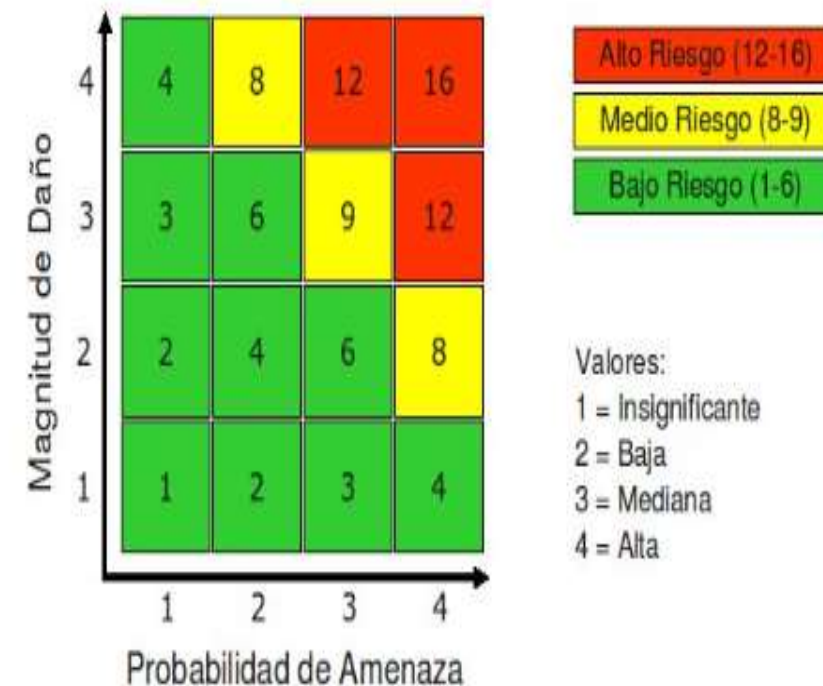 4 4 8 12 16
3 3 6 9 12
2 2 4 6 8
1 1 2 3 4
1 2 3 4
Magnitud de Daño
Probabilidad de Amenaza
Alto Riesgo (12-16)
Medio Riesgo (8-9)
Bajo Riesgo (1-6)
Valores:
1 = Insignificante
2 = Baja
3 = Mediana
4 = Alta